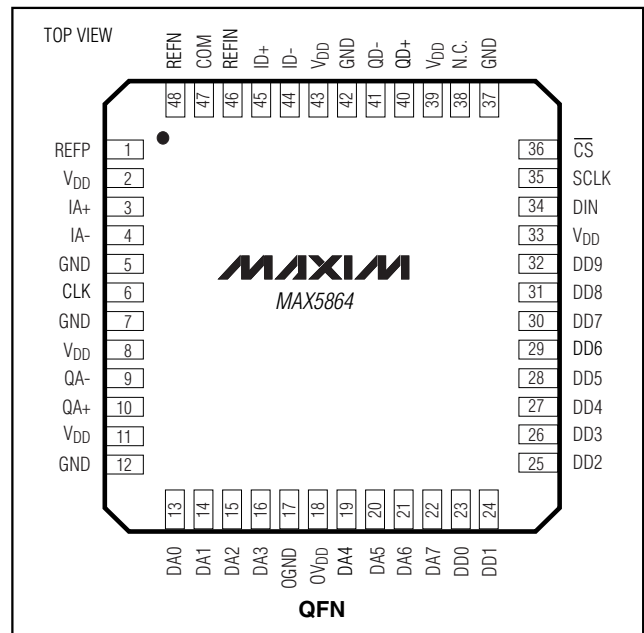 TOP VIEW
REFN COM REFIN ID+ ID- VDD GND QD- QD+ VDD N.C. GND
48 47 46 45 44 43 42 41 40 39 38 37
REFP 1 36 C̅S̅
VDD 2 35 SCLK
IA+ 3 34 DIN
IA- 4 33 VDD
GND 5 32 DD9
CLK 6 31 DD8
GND 7 30 DD7
VDD 8 29 DD6
QA- 9 28 DD5
QA+ 10 27 DD4
VDD 11 26 DD3
GND 12 25 DD2
MAXIM
MAX5864
13 14 15 16 17 18 19 20 21 22 23 24
DA0 DA1 DA2 DA3 OGND OVDD DA4 DA5 DA6 DA7 DD0 DD1
QFN